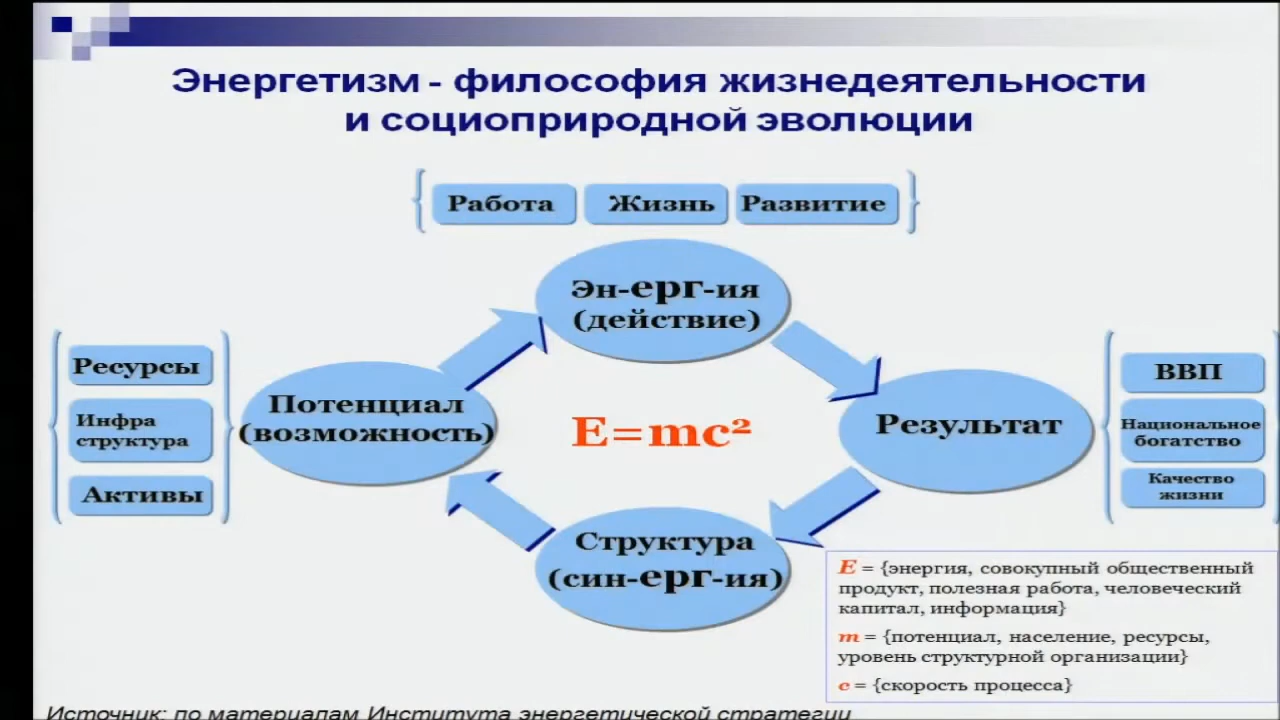 Энергетизм - философия жизнедеятельности
и социоприродной эволюции
Работа
Жизнь
Развитие
Эн-ерг-ия
(действие)
Ресурсы
Инфра
структура
Активы
Потенциал
(возможность)
E=mc²
Результат
ВВП
Национальное
богатство
Качество
жизни
Структура
(син-ерг-ия)
E = {энергия, совокупный общественный
продукт, полезная работа, человеческий
капитал, информация}
m = {потенциал, население, ресурсы,
уровень структурной организации}
c = {скорость процесса}
Источник: по материалам Института энергетической стратегии